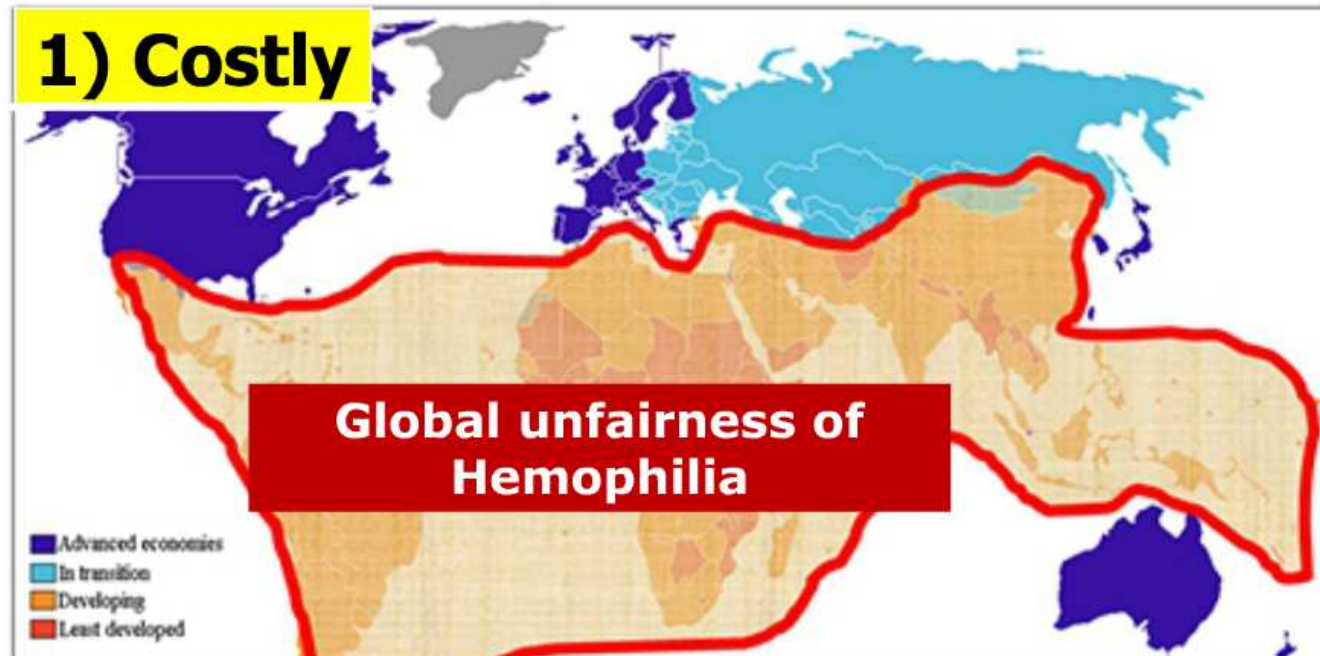 1) Costly
Global unfairness of
Hemophilia
Advanced economies
In transition
Developing
Least developed